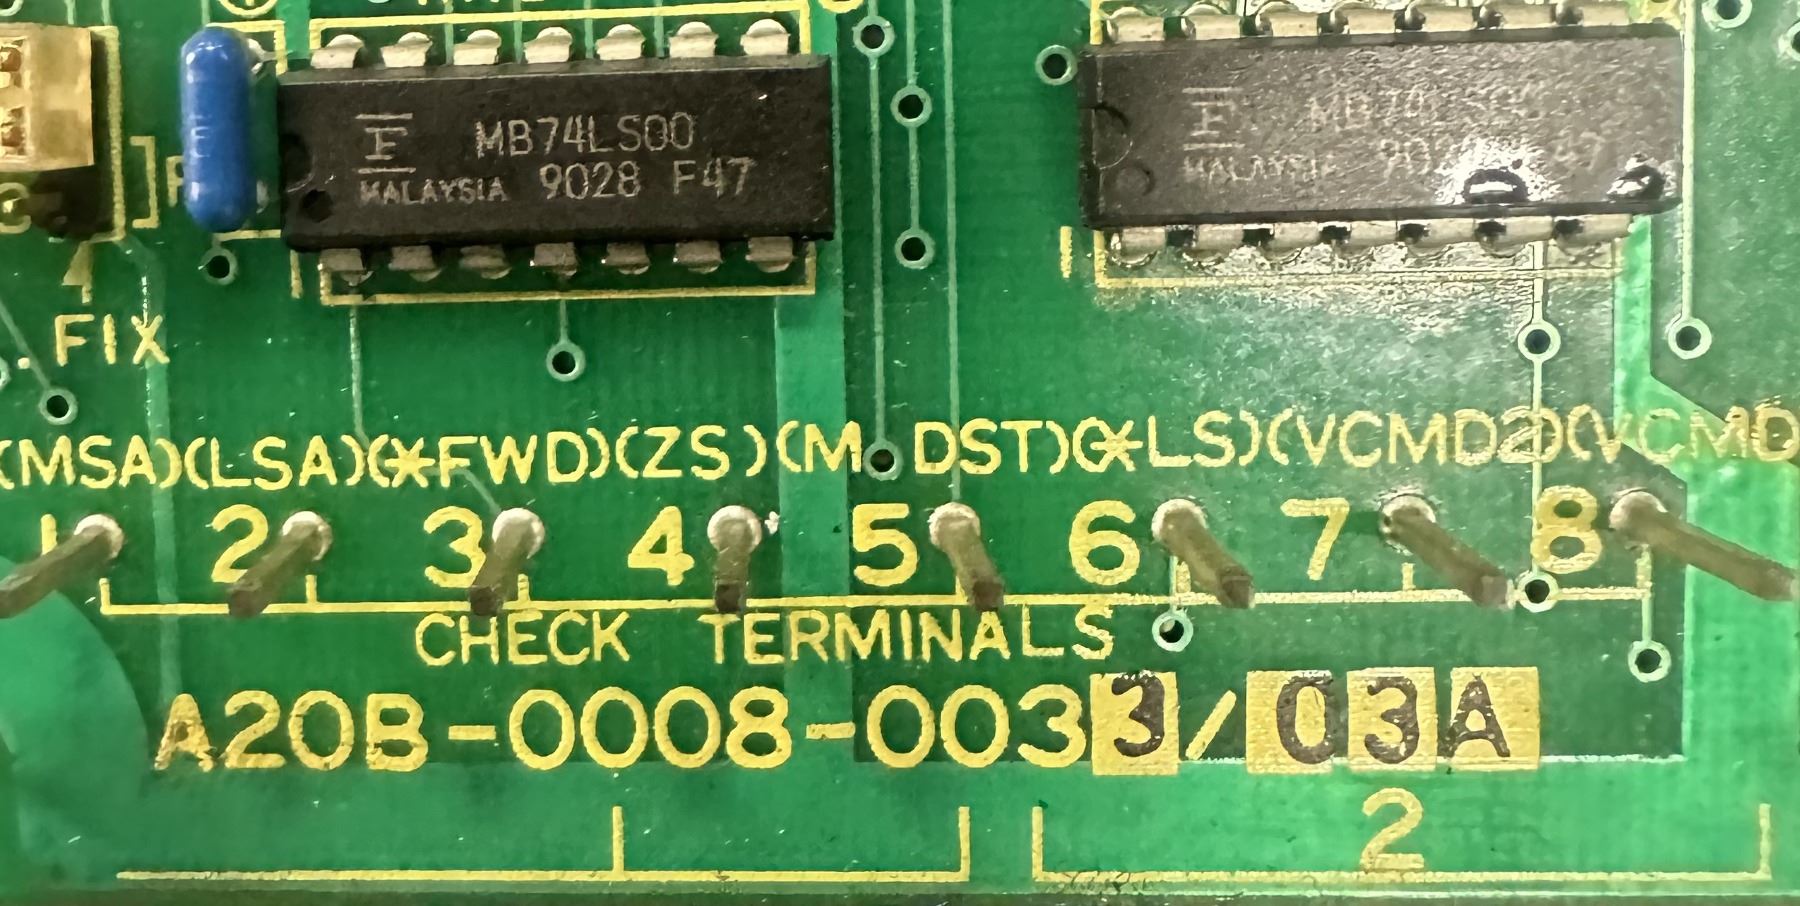 F MB74LS00
MALAYSIA 9028 F47
F
MALAYSIA
FIX
(MSA)(LSA)(*FWD)(ZS)(M DST)(*LS)(VCMD2)(VCMD
1 2 3 4 5 6 7 8
CHECK TERMINALS
A20B-0008-0033/03A
2